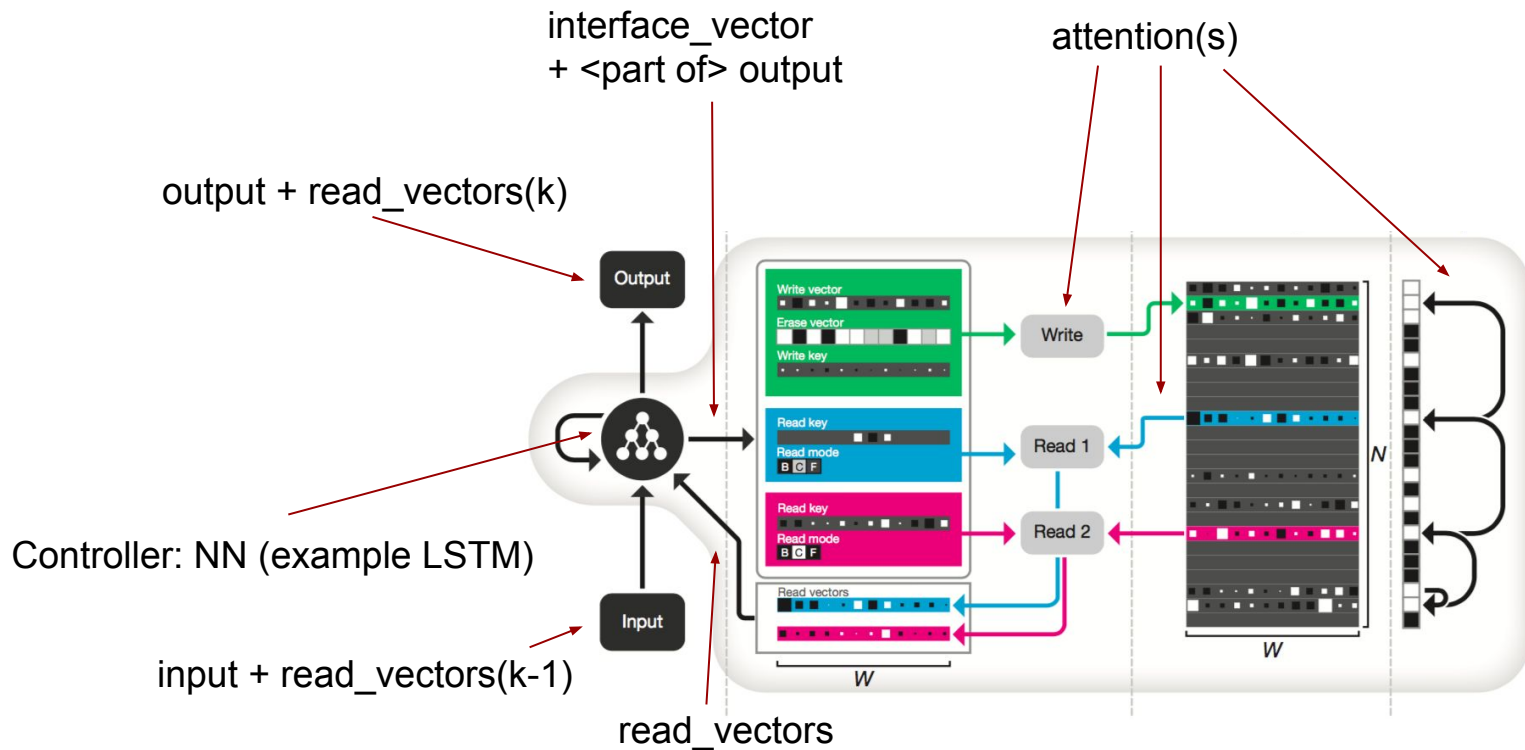 interface_vector
+ <part of> output
attention(s)
output + read_vectors(k)
Output
Write vector
Erase vector
Write key
Write
Read key
Read mode
B C F
Read 1
N
Read key
Read mode
B C F
Read 2
Controller: NN (example LSTM)
Read vectors
Input
W
W
input + read_vectors(k-1)
read_vectors